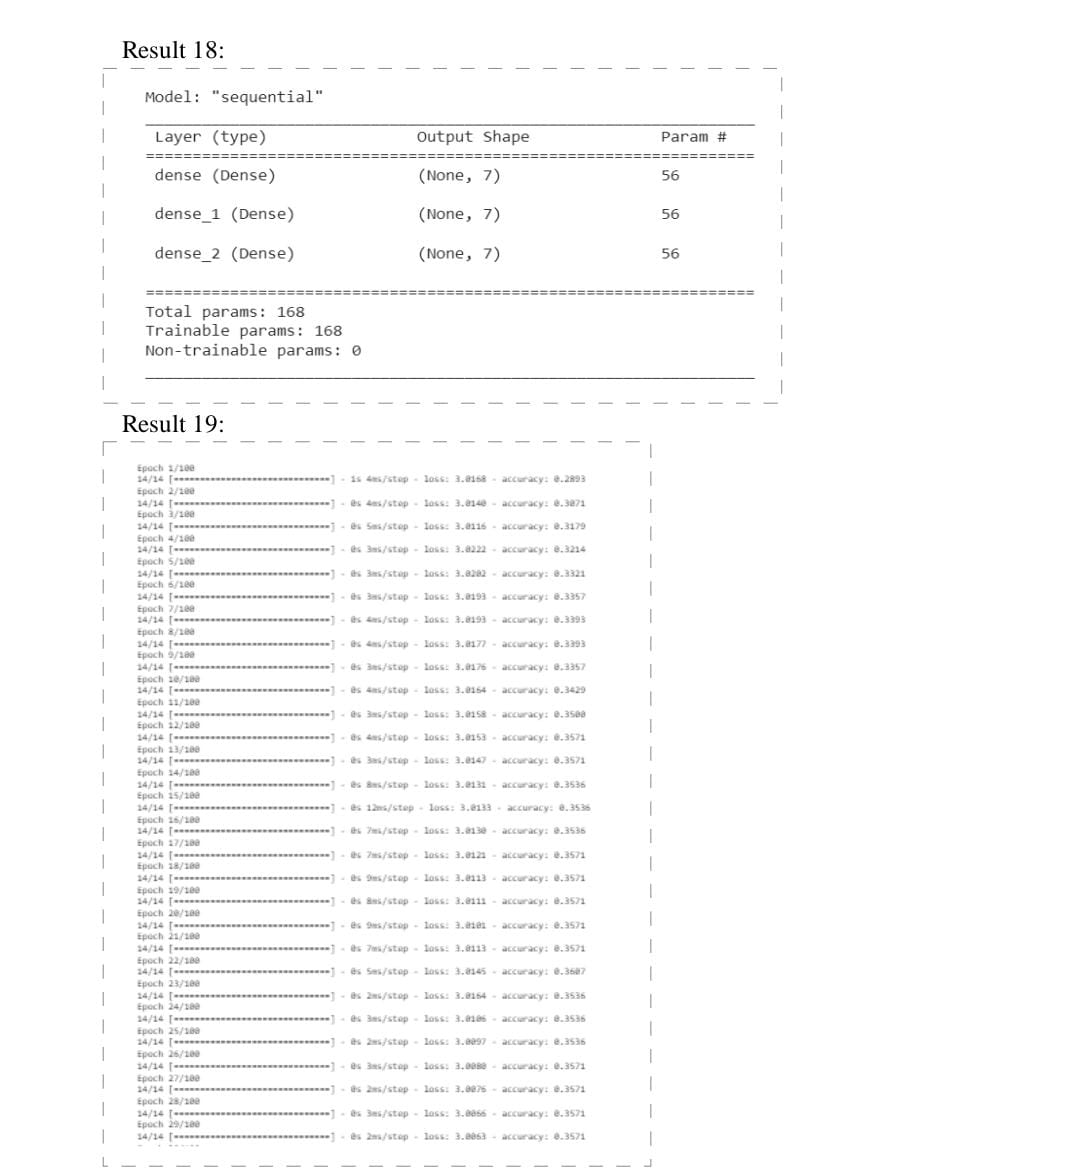 Result 18:
Model: "sequential"
Layer (type) Output Shape Param #
=================================================================
dense (Dense) (None, 7) 56
dense_1 (Dense) (None, 7) 56
dense_2 (Dense) (None, 7) 56
=================================================================
Total params: 168
Trainable params: 168
Non-trainable params: 0
Result 19:
Epoch 1/100
14/14 [==============================] - 1s 4ms/step - loss: 3.0168 - accuracy: 0.2893
Epoch 2/100
14/14 [==============================] - 0s 4ms/step - loss: 3.0140 - accuracy: 0.3071
Epoch 3/100
14/14 [==============================] - 0s 5ms/step - loss: 3.0116 - accuracy: 0.3179
Epoch 4/100
14/14 [==============================] - 0s 3ms/step - loss: 3.0222 - accuracy: 0.3214
Epoch 5/100
14/14 [==============================] - 0s 3ms/step - loss: 3.0202 - accuracy: 0.3321
Epoch 6/100
14/14 [==============================] - 0s 3ms/step - loss: 3.0193 - accuracy: 0.3357
Epoch 7/100
14/14 [==============================] - 0s 4ms/step - loss: 3.0193 - accuracy: 0.3393
Epoch 8/100
14/14 [==============================] - 0s 4ms/step - loss: 3.0177 - accuracy: 0.3393
Epoch 9/100
14/14 [==============================] - 0s 3ms/step - loss: 3.0176 - accuracy: 0.3357
Epoch 10/100
14/14 [==============================] - 0s 4ms/step - loss: 3.0164 - accuracy: 0.3429
Epoch 11/100
14/14 [==============================] - 0s 3ms/step - loss: 3.0158 - accuracy: 0.3500
Epoch 12/100
14/14 [==============================] - 0s 4ms/step - loss: 3.0153 - accuracy: 0.3571
Epoch 13/100
14/14 [==============================] - 0s 3ms/step - loss: 3.0147 - accuracy: 0.3571
Epoch 14/100
14/14 [==============================] - 0s 8ms/step - loss: 3.0131 - accuracy: 0.3536
Epoch 15/100
14/14 [==============================] - 0s 12ms/step - loss: 3.0133 - accuracy: 0.3536
Epoch 16/100
14/14 [==============================] - 0s 7ms/step - loss: 3.0130 - accuracy: 0.3536
Epoch 17/100
14/14 [==============================] - 0s 7ms/step - loss: 3.0121 - accuracy: 0.3571
Epoch 18/100
14/14 [==============================] - 0s 9ms/step - loss: 3.0113 - accuracy: 0.3571
Epoch 19/100
14/14 [==============================] - 0s 8ms/step - loss: 3.0111 - accuracy: 0.3571
Epoch 20/100
14/14 [==============================] - 0s 9ms/step - loss: 3.0101 - accuracy: 0.3571
Epoch 21/100
14/14 [==============================] - 0s 7ms/step - loss: 3.0113 - accuracy: 0.3571
Epoch 22/100
14/14 [==============================] - 0s 5ms/step - loss: 3.0145 - accuracy: 0.3607
Epoch 23/100
14/14 [==============================] - 0s 2ms/step - loss: 3.0164 - accuracy: 0.3536
Epoch 24/100
14/14 [==============================] - 0s 3ms/step - loss: 3.0106 - accuracy: 0.3536
Epoch 25/100
14/14 [==============================] - 0s 2ms/step - loss: 3.0097 - accuracy: 0.3536
Epoch 26/100
14/14 [==============================] - 0s 3ms/step - loss: 3.0080 - accuracy: 0.3571
Epoch 27/100
14/14 [==============================] - 0s 2ms/step - loss: 3.0076 - accuracy: 0.3571
Epoch 28/100
14/14 [==============================] - 0s 3ms/step - loss: 3.0066 - accuracy: 0.3571
Epoch 29/100
14/14 [==============================] - 0s 2ms/step - loss: 3.0063 - accuracy: 0.3571